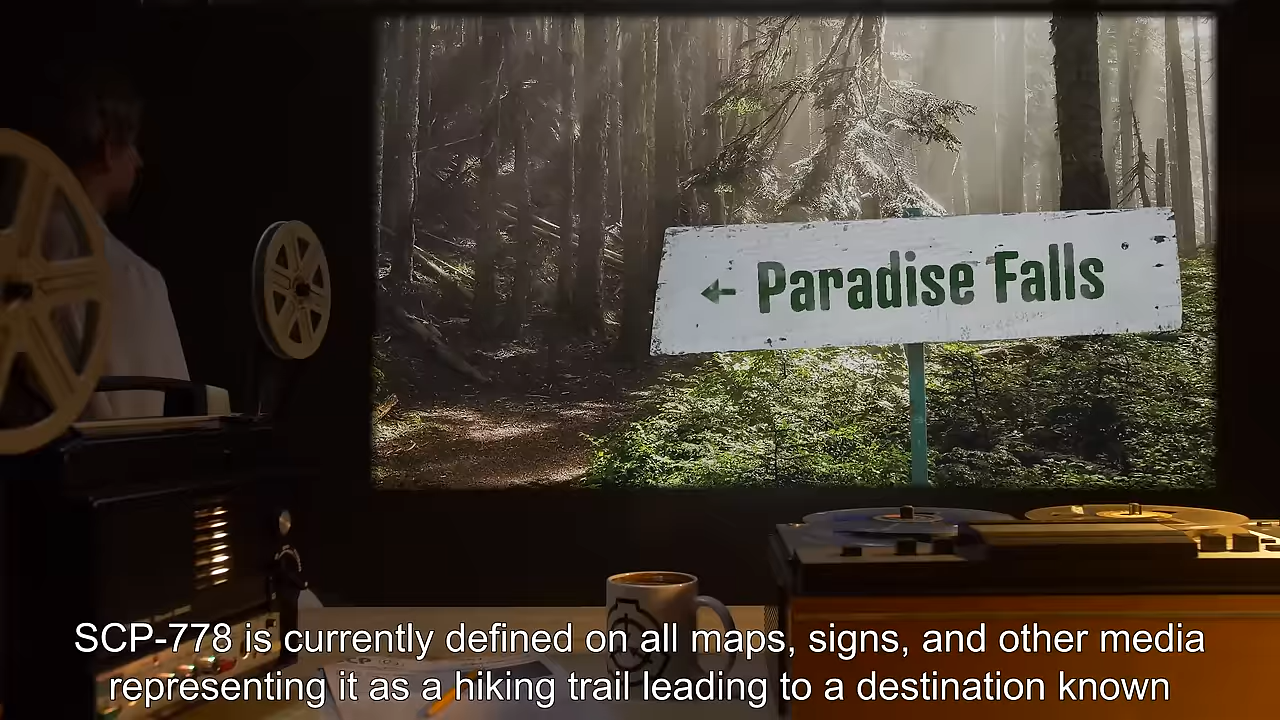 ← Paradise Falls
SCP-778 is currently defined on all maps, signs, and other media
representing it as a hiking trail leading to a destination known